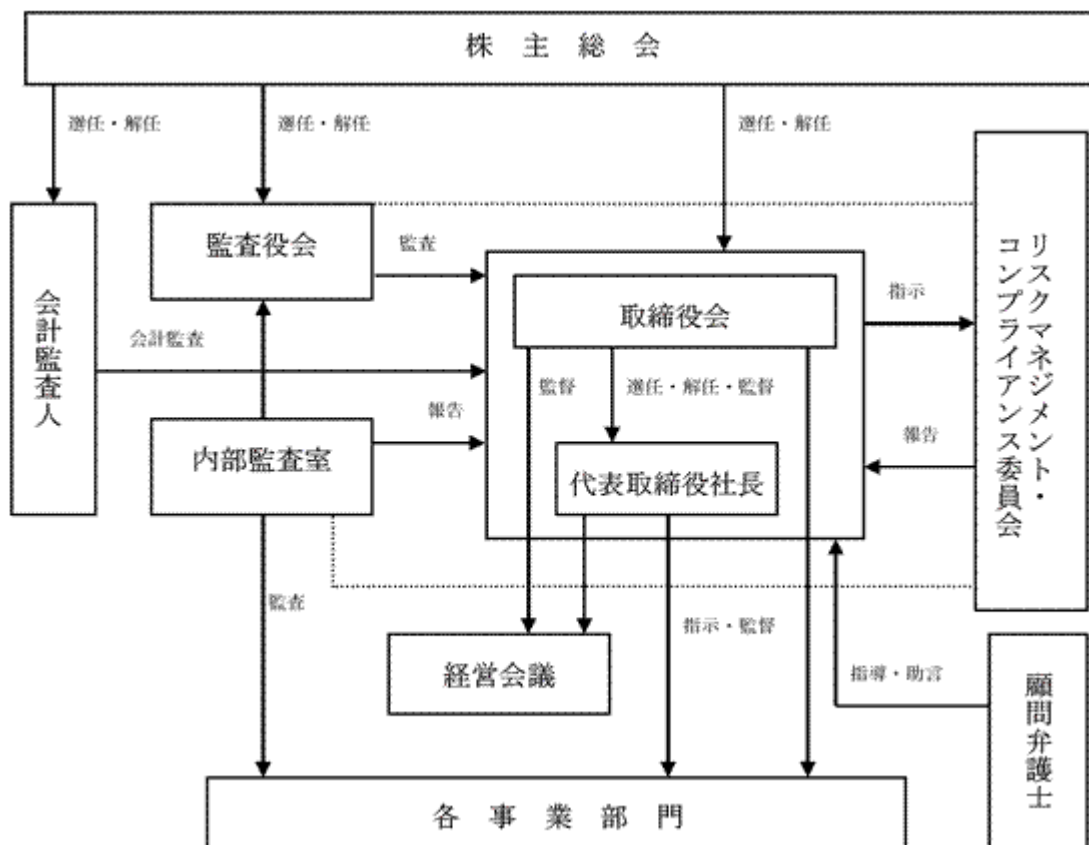 株主総会
選任・解任
選任・解任
選任・解任
監査役会
監査
取締役会
指示
リスクマネジメント・
コンプライアンス委員会
会計監査人
会計監査
監督
選任・解任・監督
報告
報告
内部監査室
代表取締役社長
監査
指示・監督
経営会議
指導・助言
顧問弁護士
各事業部門